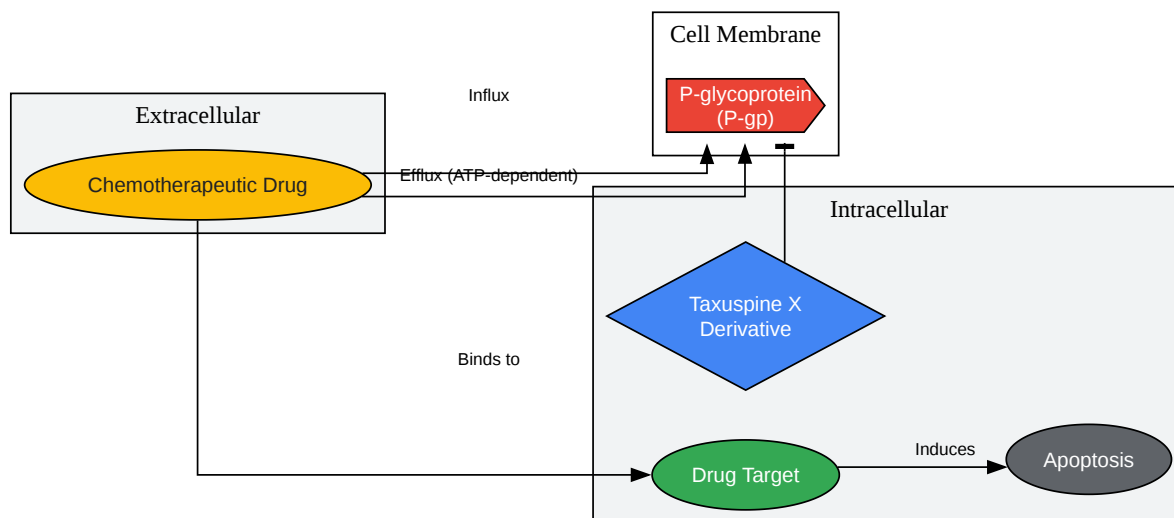 Cell Membrane
P-glycoprotein
(P-gp)
Influx
Extracellular
Chemotherapeutic Drug
Efflux (ATP-dependent)
Intracellular
Taxuspine X
Derivative
Binds to
Drug Target
Induces
Apoptosis